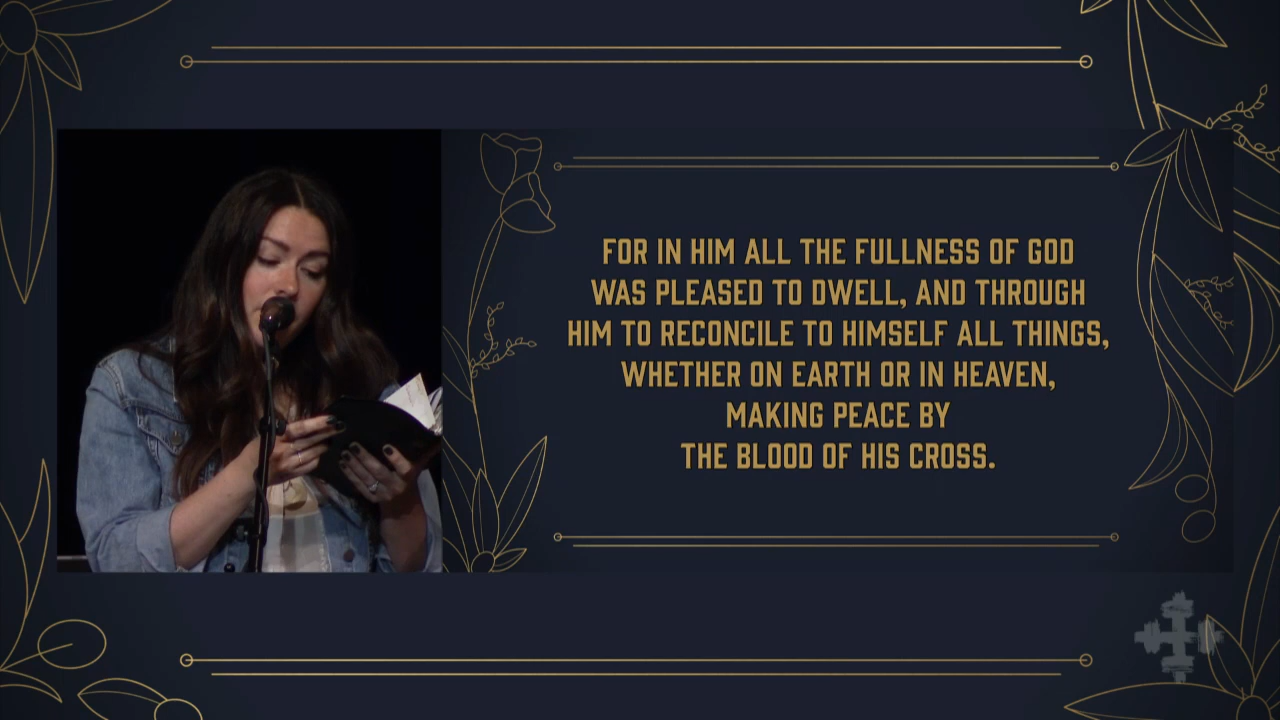 FOR IN HIM ALL THE FULLNESS OF GOD
WAS PLEASED TO DWELL, AND THROUGH
HIM TO RECONCILE TO HIMSELF ALL THINGS,
WHETHER ON EARTH OR IN HEAVEN,
MAKING PEACE BY
THE BLOOD OF HIS CROSS.